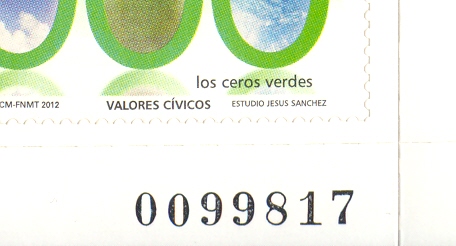 los ceros verdes
CM-FNMT 2012 VALORES CÍVICOS ESTUDIO JESUS SANCHEZ
0099817